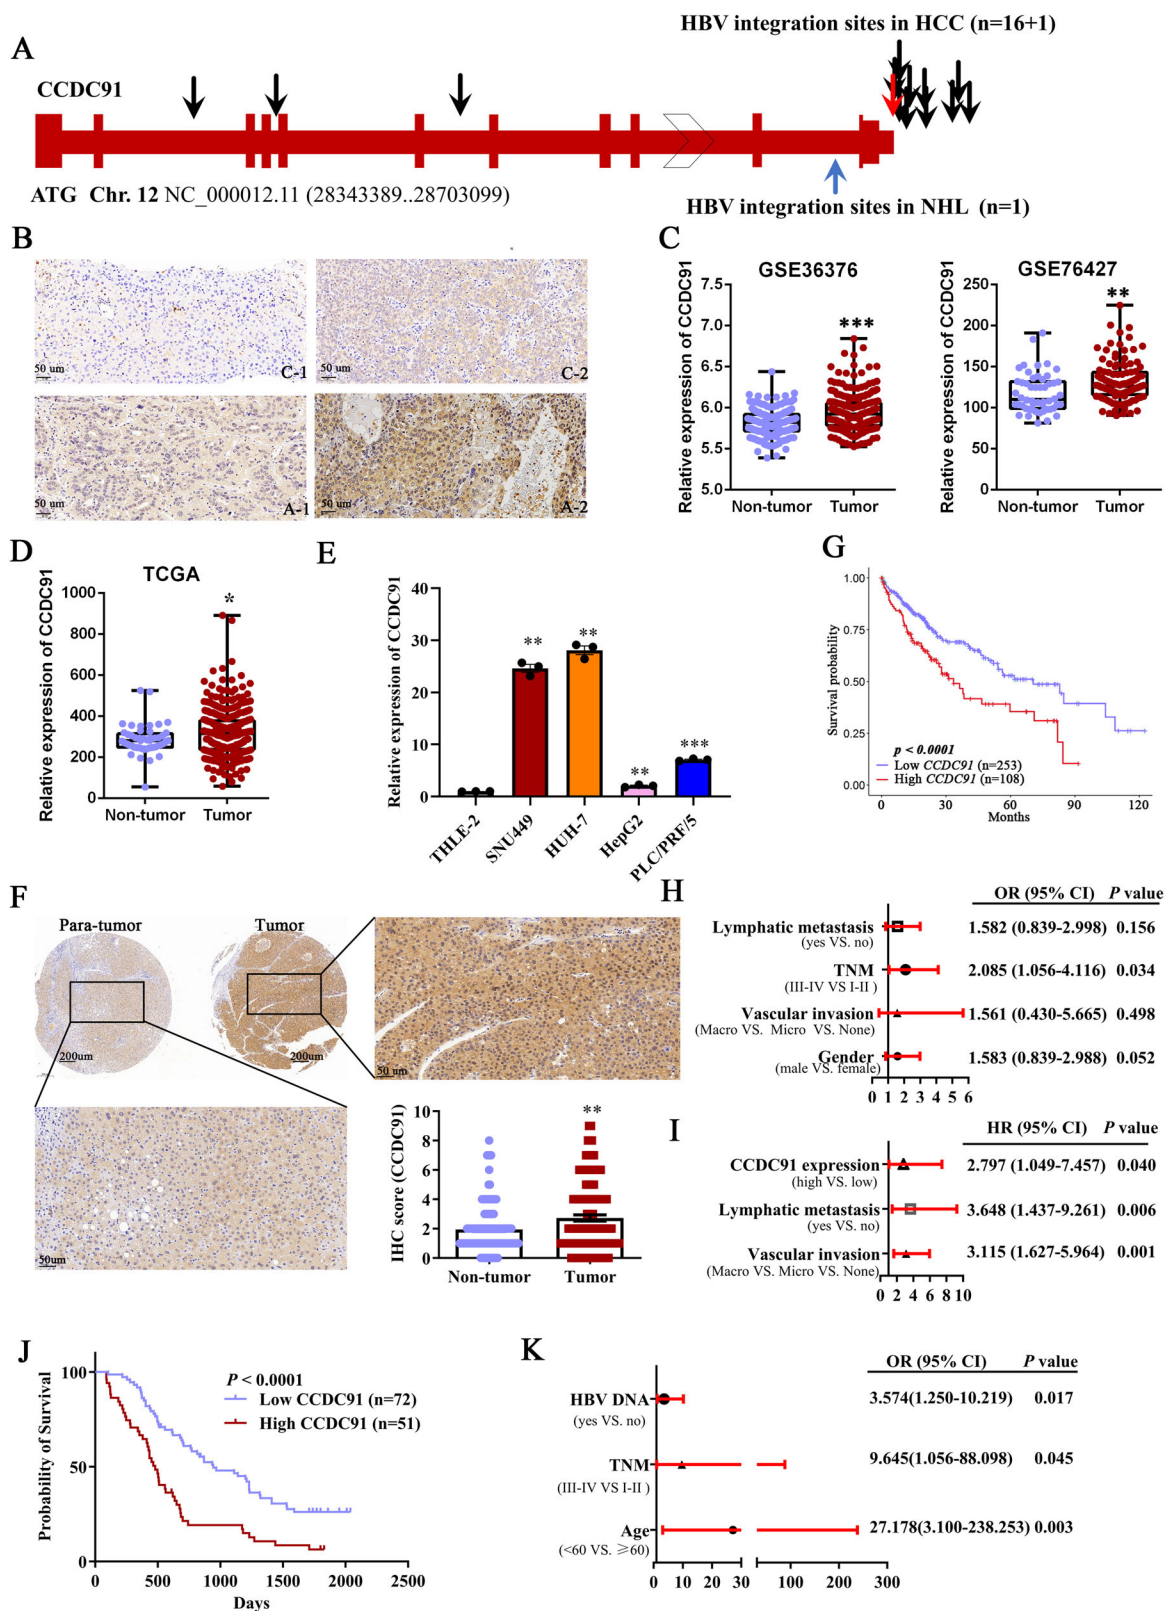 A
HBV integration sites in HCC (n=16+1)
CCDC91
ATG Chr. 12 NC_000012.11 (28343389..28703099)
HBV integration sites in NHL (n=1)
B
50 um
C-1
50 um
C-2
50 um
A-1
50 um
A-2
C
GSE36376
Relative expression of CCDC91
7.5
7.0
6.5
6.0
5.5
5.0
***
Non-tumor Tumor
GSE76427
Relative expression of CCDC91
250
200
150
100
50
0
**
Non-tumor Tumor
D
TCGA
Relative expression of CCDC91
1000
800
600
400
200
0
*
Non-tumor Tumor
E
Relative expression of CCDC91
40
30
20
10
0
**
**
**
***
THLE-2
SNU449
HUH-7
HepG2
PLC/PRF/5
G
Survival probability
1.00
0.75
0.50
0.25
0.00
p < 0.0001
Low CCDC91 (n=253)
High CCDC91 (n=108)
0 30 60 90 120
Months
F
Para-tumor
Tumor
200um
200um
50 um
50um
IHC score (CCDC91)
10
8
6
4
2
0
**
Non-tumor Tumor
H
OR (95% CI) P value
Lymphatic metastasis 1.582 (0.839-2.998) 0.156
(yes VS. no)
TNM 2.085 (1.056-4.116) 0.034
(III-IV VS I-II )
Vascular invasion 1.561 (0.430-5.665) 0.498
(Macro VS. Micro VS. None)
Gender 1.583 (0.839-2.988) 0.052
(male VS. female)
0 1 2 3 4 5 6
I
HR (95% CI) P value
CCDC91 expression 2.797 (1.049-7.457) 0.040
(high VS. low)
Lymphatic metastasis 3.648 (1.437-9.261) 0.006
(yes VS. no)
Vascular invasion 3.115 (1.627-5.964) 0.001
(Macro VS. Micro VS. None)
0 2 4 6 8 10
J
Probability of Survival
100
50
0
P < 0.0001
Low CCDC91 (n=72)
High CCDC91 (n=51)
0 500 1000 1500 2000 2500
Days
K
OR (95% CI) P value
HBV DNA 3.574(1.250-10.219) 0.017
(yes VS. no)
TNM 9.645(1.056-88.098) 0.045
(III-IV VS I-II)
Age 27.178(3.100-238.253) 0.003
(<60 VS. ≥60)
0 10 20 30 100 200 300